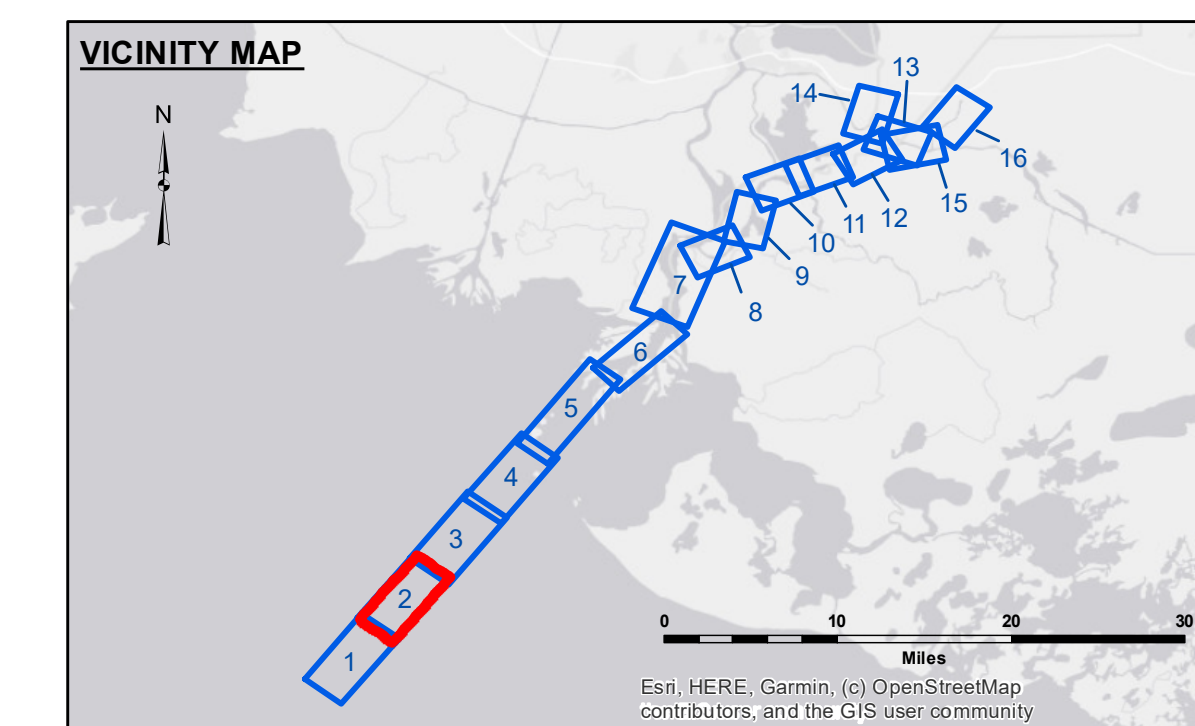 VICINITY MAP
N
13
14
16
15
12
11
10
9
8
7
6
5
4
3
2
1
0 10 20 30
Miles
Esri, HERE, Garmin, (c) OpenStreetMap
contributors, and the GIS user community